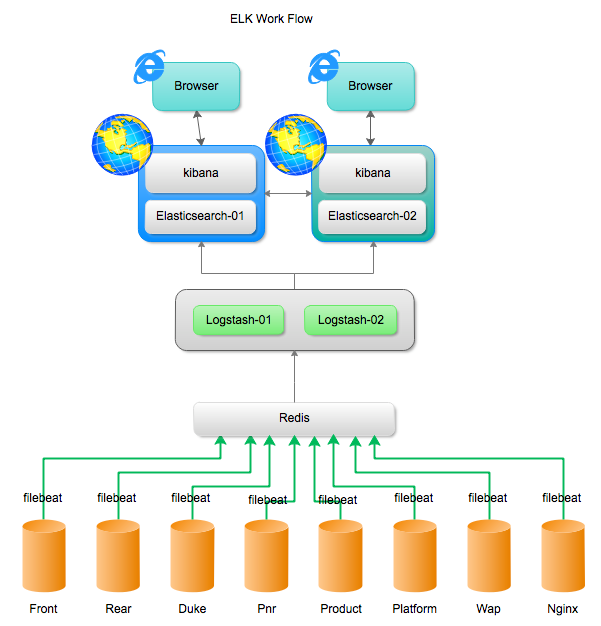 ELK Work Flow
Browser
Browser
kibana
kibana
Elasticsearch-01
Elasticsearch-02
Logstash-01
Logstash-02
Redis
filebeat
filebeat
filebeat
filebeat
filebeat
filebeat
filebeat
filebeat
Front
Rear
Duke
Pnr
Product
Platform
Wap
Nginx